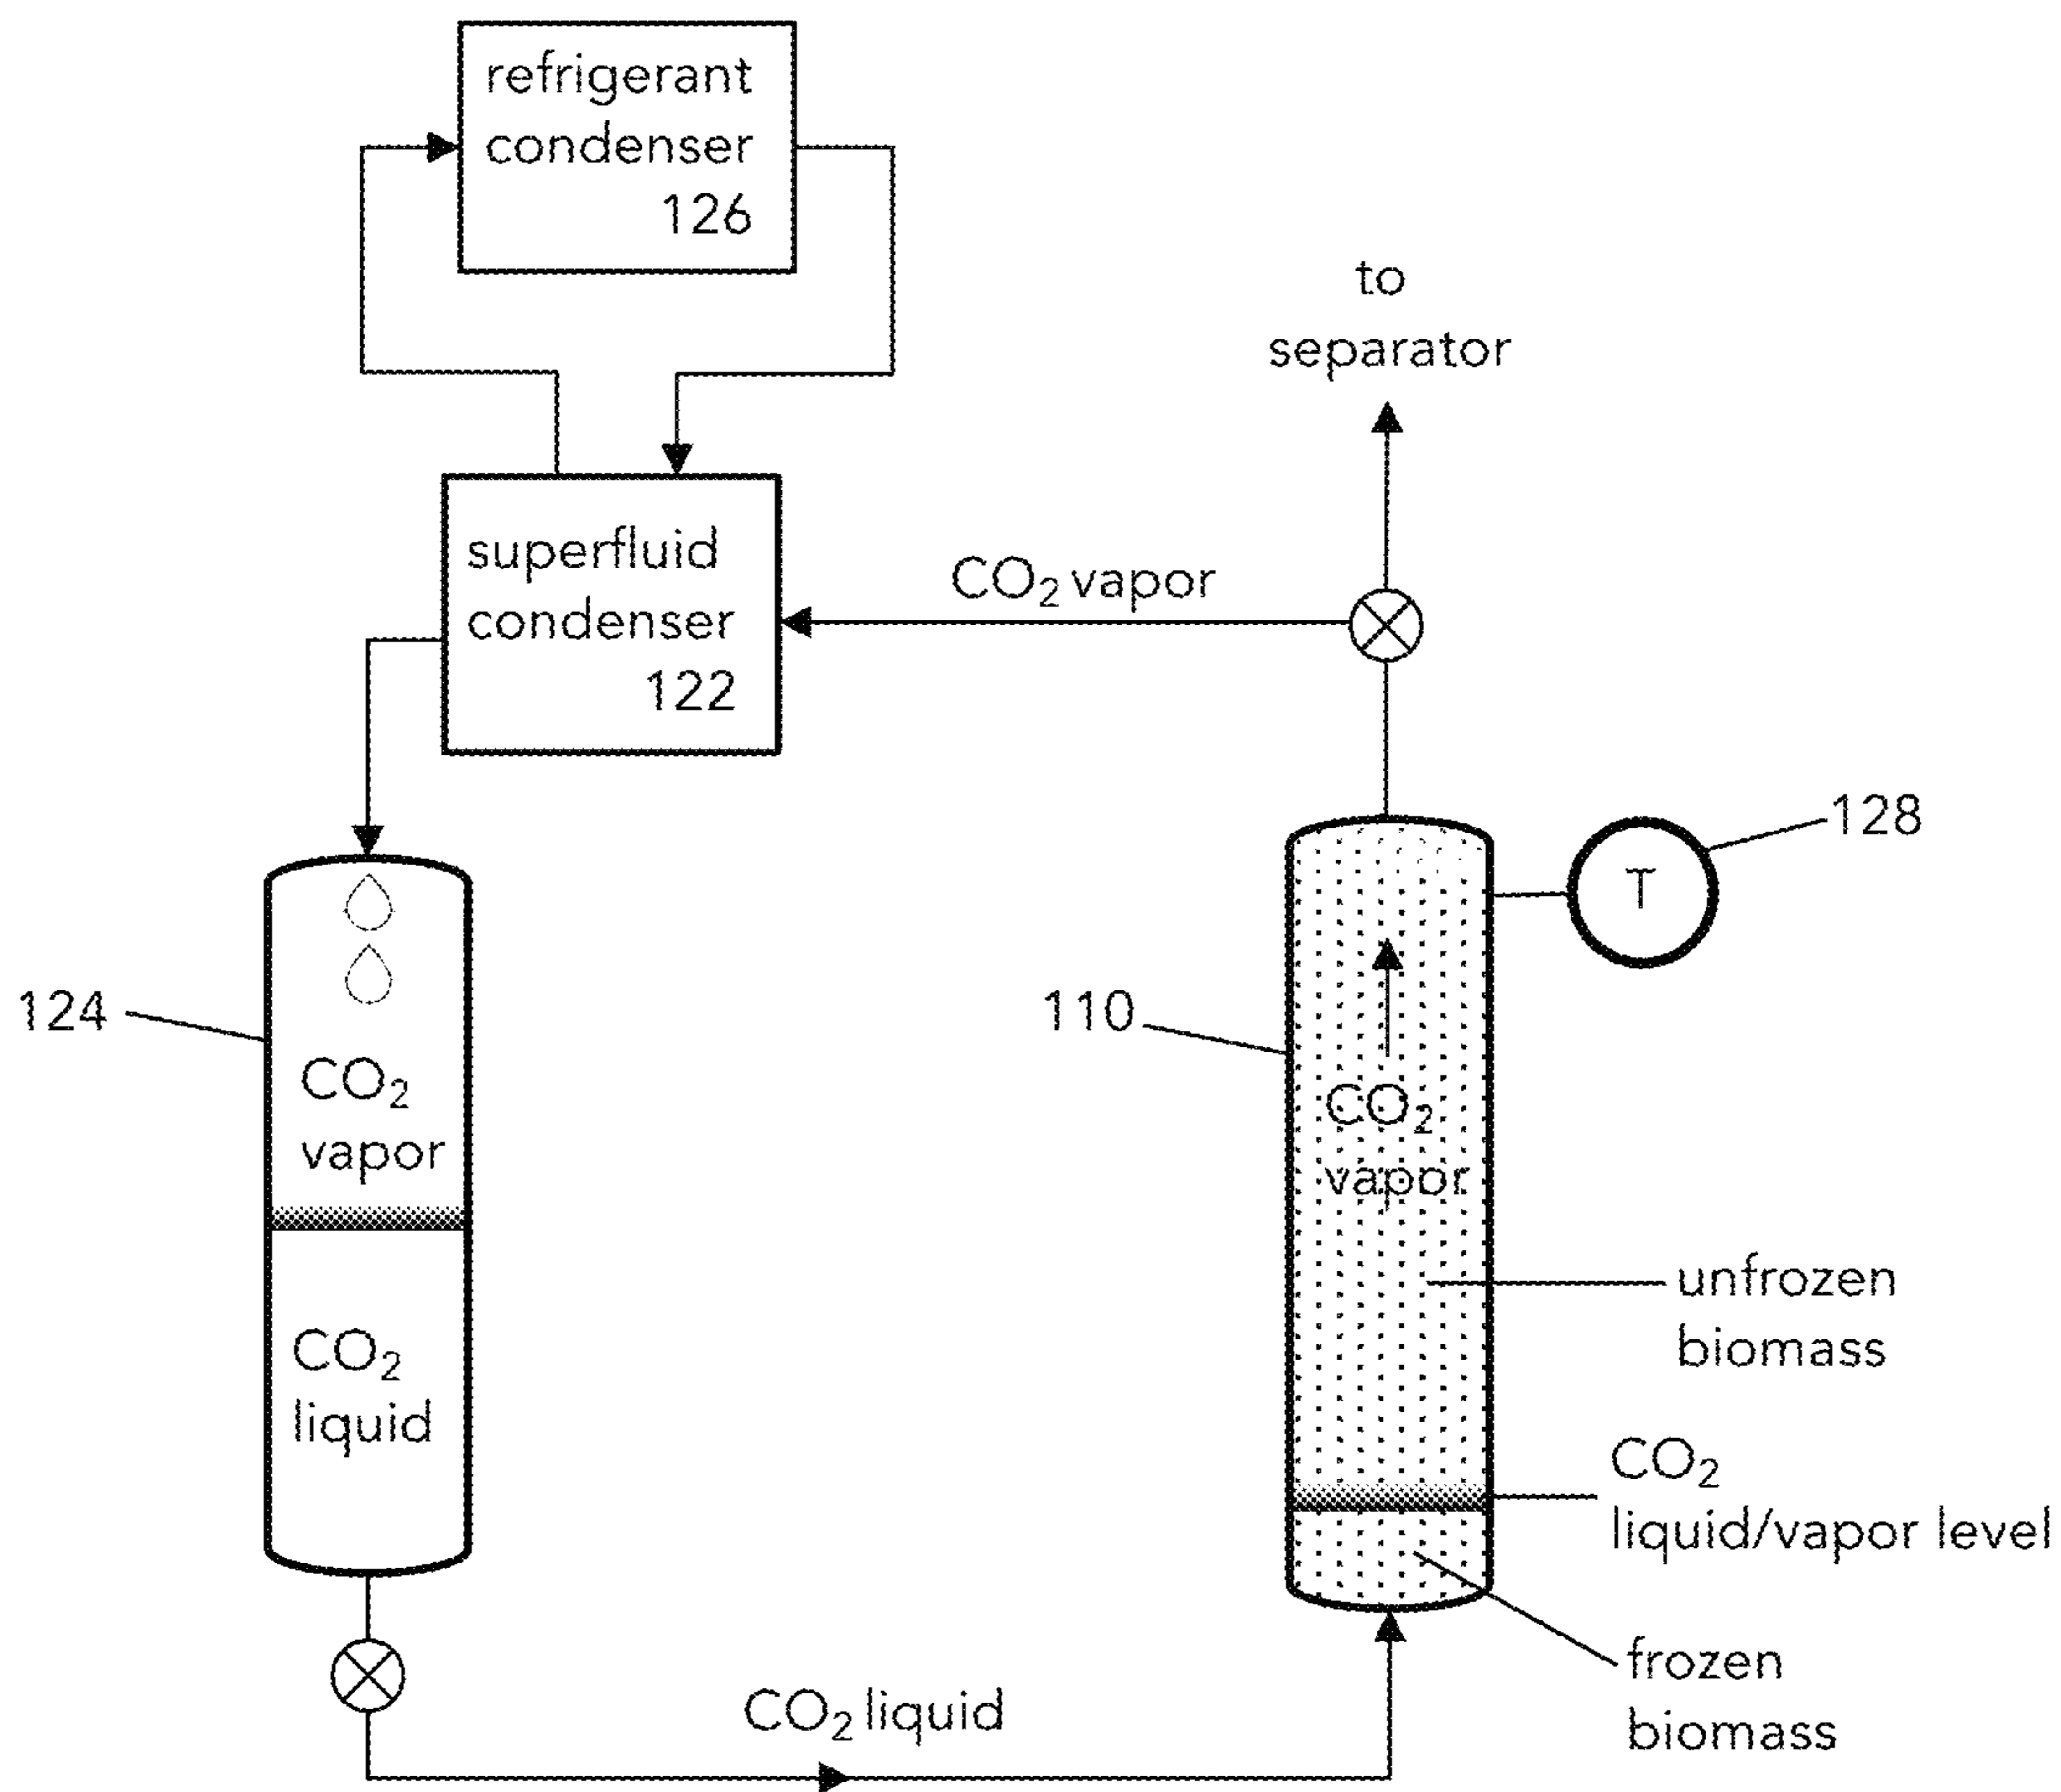 refrigerant
condenser
126
to
separator
superfluid
condenser
122
CO₂ vapor
128
T
124
110
CO₂
vapor
CO₂
vapor
unfrozen
biomass
CO₂
liquid
CO₂
liquid/vapor level
frozen
biomass
CO₂ liquid